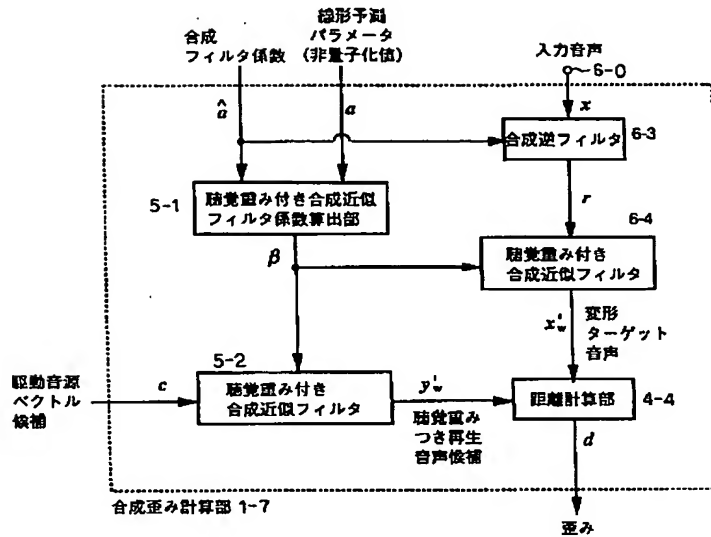 線形予測
合成
パラメータ
フィルタ係数
(非量子化値)
入力音声
6-0
â
a
x
合成逆フィルタ
6-3
5-1
聴覚重み付き合成近似
フィルタ係数算出部
r
6-4
β
聴覚重み付き
合成近似フィルタ
x'w
変形
ターゲット
音声
5-2
駆動音源
ベクトル
候補
c
聴覚重み付き
合成近似フィルタ
y'w
聴覚重み
つき再生
音声候補
距離計算部
4-4
d
合成歪み計算部 1-7
歪み